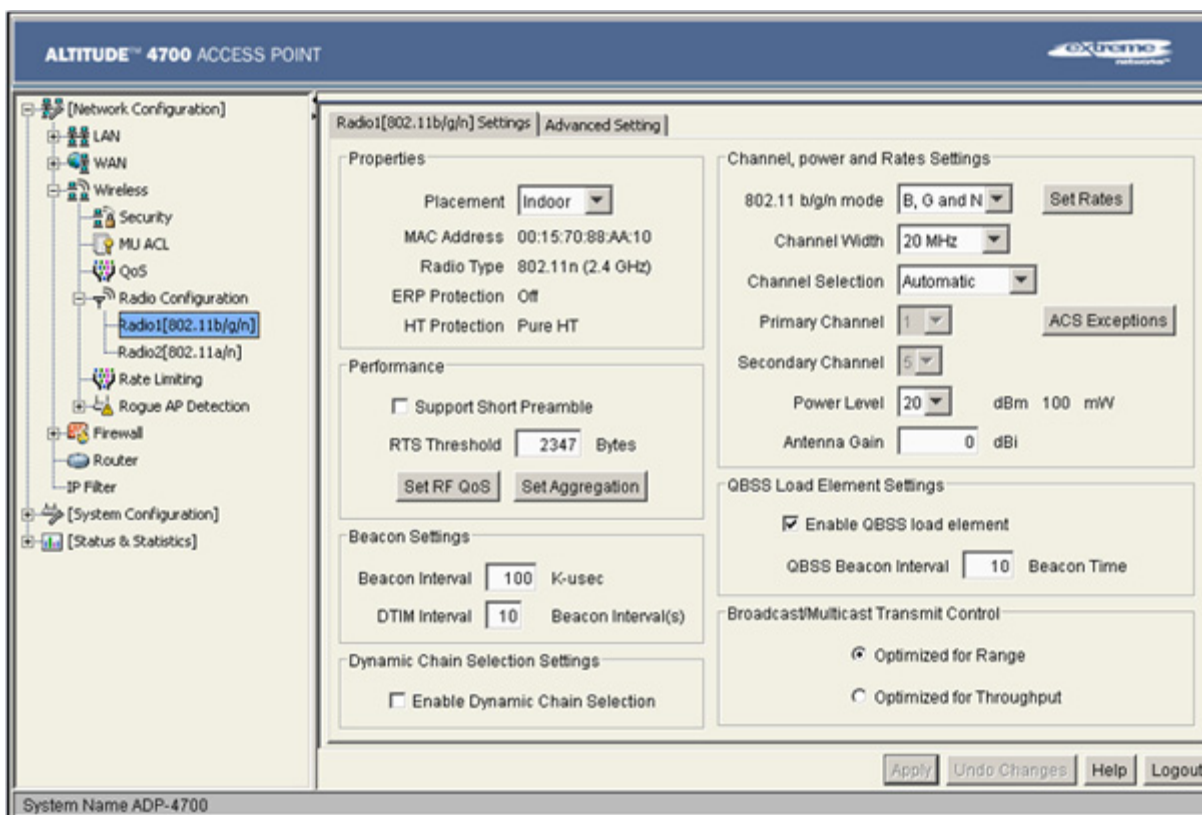 ALTITUDE™ 4700 ACCESS POINT
extreme networks™
[Network Configuration]
LAN
WAN
Wireless
Security
MU ACL
QoS
Radio Configuration
Radio1[802.11b/g/n]
Radio2[802.11a/n]
Rate Limiting
Rogue AP Detection
Firewall
Router
IP Filter
[System Configuration]
[Status & Statistics]
Radio1[802.11b/g/n] Settings
Advanced Setting
Properties
Placement Indoor
MAC Address 00:15:70:88:AA:10
Radio Type 802.11n (2.4 GHz)
ERP Protection Off
HT Protection Pure HT
Performance
Support Short Preamble
RTS Threshold 2347 Bytes
Set RF QoS Set Aggregation
Beacon Settings
Beacon Interval 100 K-usec
DTIM Interval 10 Beacon Interval(s)
Dynamic Chain Selection Settings
Enable Dynamic Chain Selection
Channel, power and Rates Settings
802.11 b/g/n mode B, G and N Set Rates
Channel Width 20 MHz
Channel Selection Automatic
Primary Channel 1 ACS Exceptions
Secondary Channel 5
Power Level 20 dBm 100 mW
Antenna Gain 0 dBi
QBSS Load Element Settings
Enable QBSS load element
QBSS Beacon Interval 10 Beacon Time
Broadcast/Multicast Transmit Control
Optimized for Range
Optimized for Throughput
Apply Undo Changes Help Logout
System Name ADP-4700